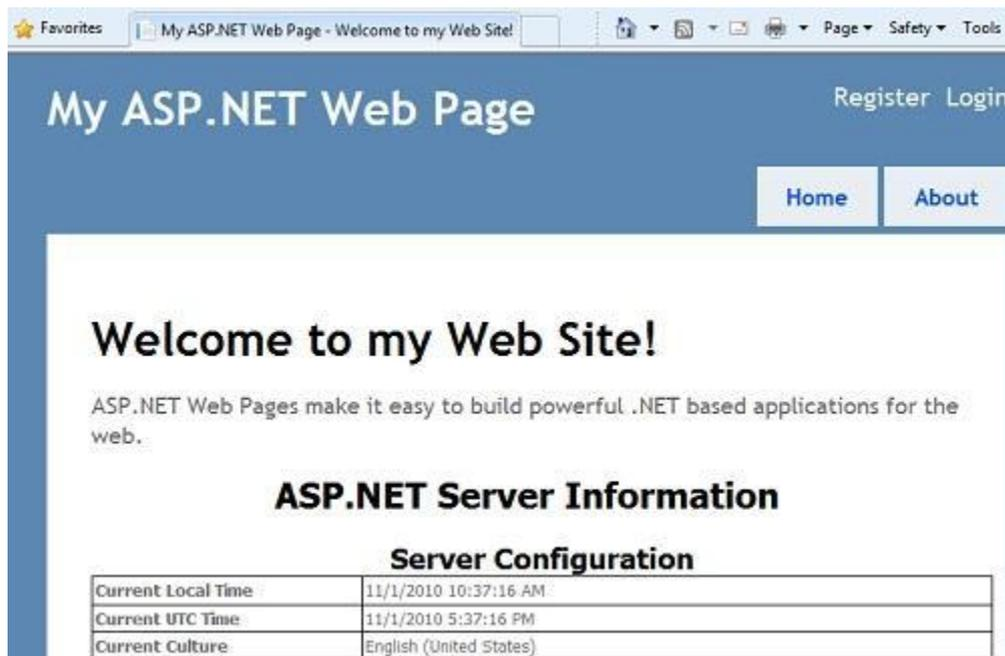 Favorites My ASP.NET Web Page - Welcome to my Web Site! Page Safety Tools
My ASP.NET Web Page
Register Login
Home About
Welcome to my Web Site!
ASP.NET Web Pages make it easy to build powerful .NET based applications for the
web.
ASP.NET Server Information
Server Configuration
Current Local Time 11/1/2010 10:37:16 AM
Current UTC Time 11/1/2010 5:37:16 PM
Current Culture English (United States)